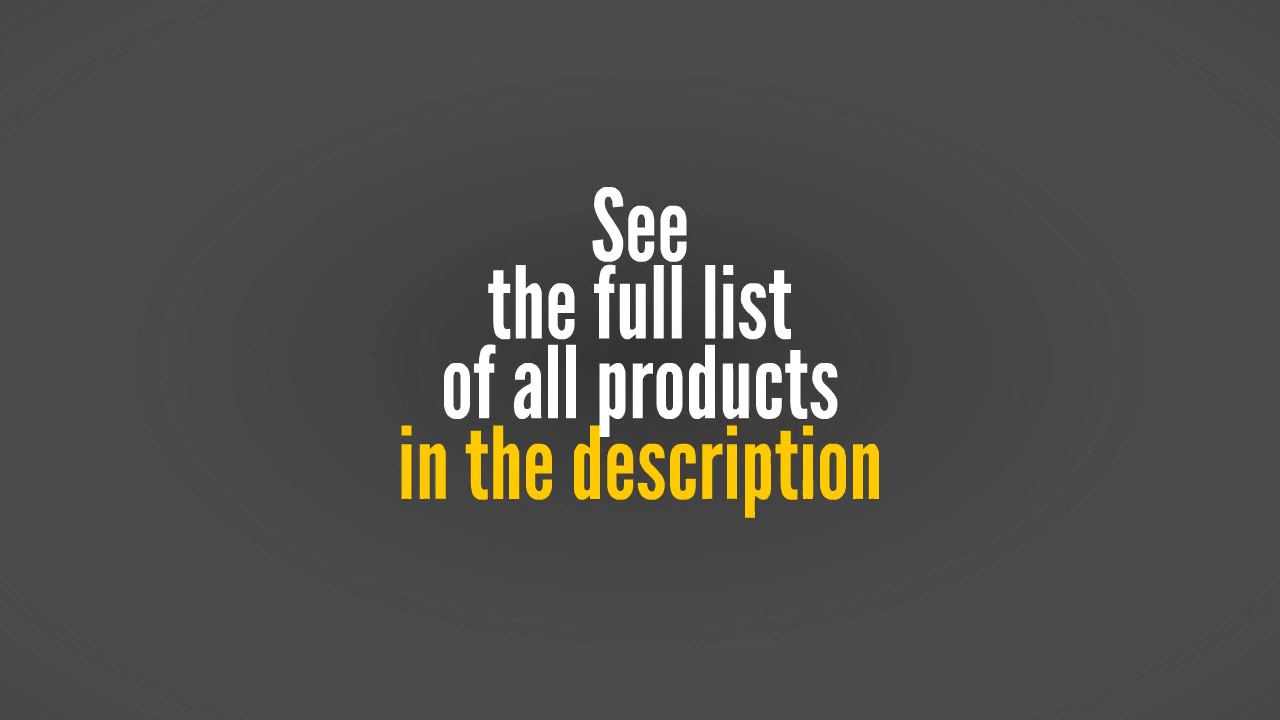 See
the full list
of all products
in the description